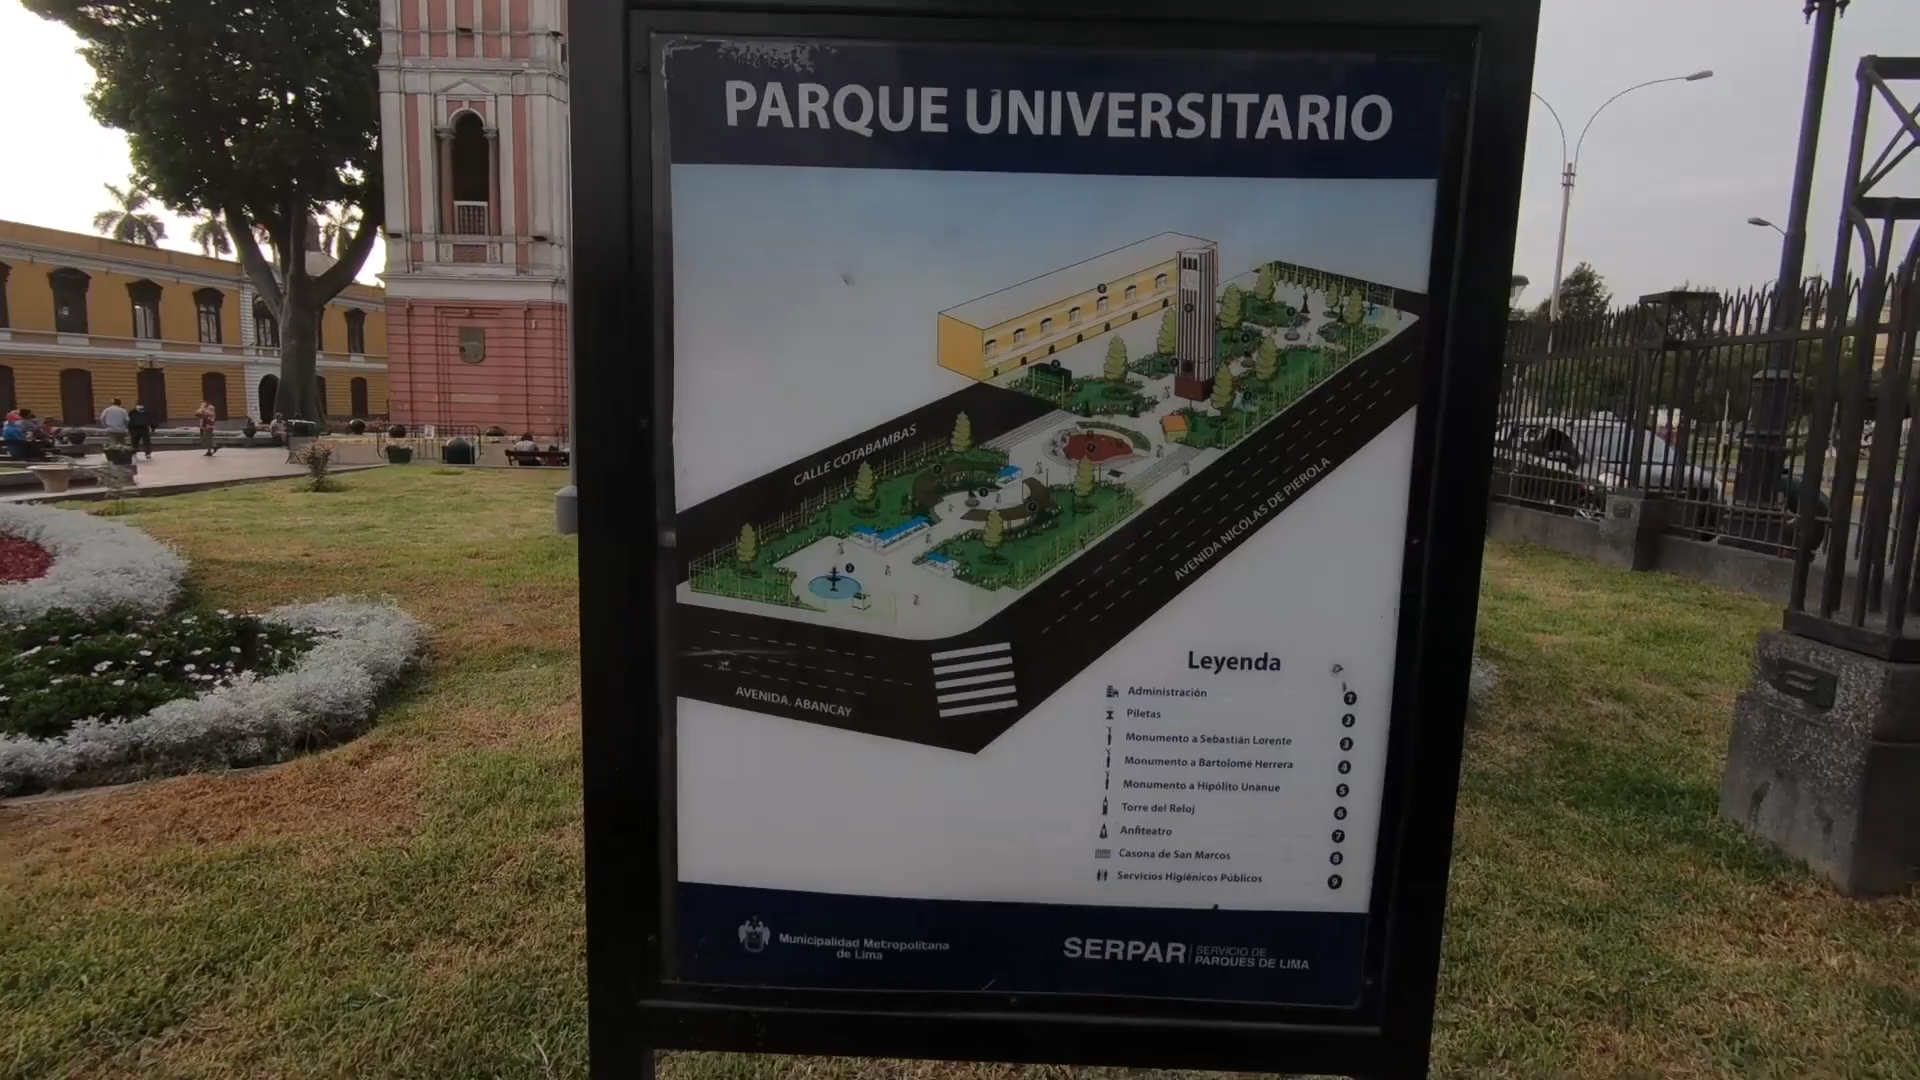 PARQUE UNIVERSITARIO
CALLE COTABAMBAS
AVENIDA NICOLAS DE PIEROLA
AVENIDA. ABANCAY
Leyenda
Administración 1
Piletas 2
Monumento a Sebastián Lorente 3
Monumento a Bartolomé Herrera 4
Monumento a Hipólito Unanue 5
Torre del Reloj 6
Anfiteatro 7
Casona de San Marcos 8
Servicios Higiénicos Públicos 9
Municipalidad Metropolitana
de Lima
SERPAR SERVICIO DE
PARQUES DE LIMA